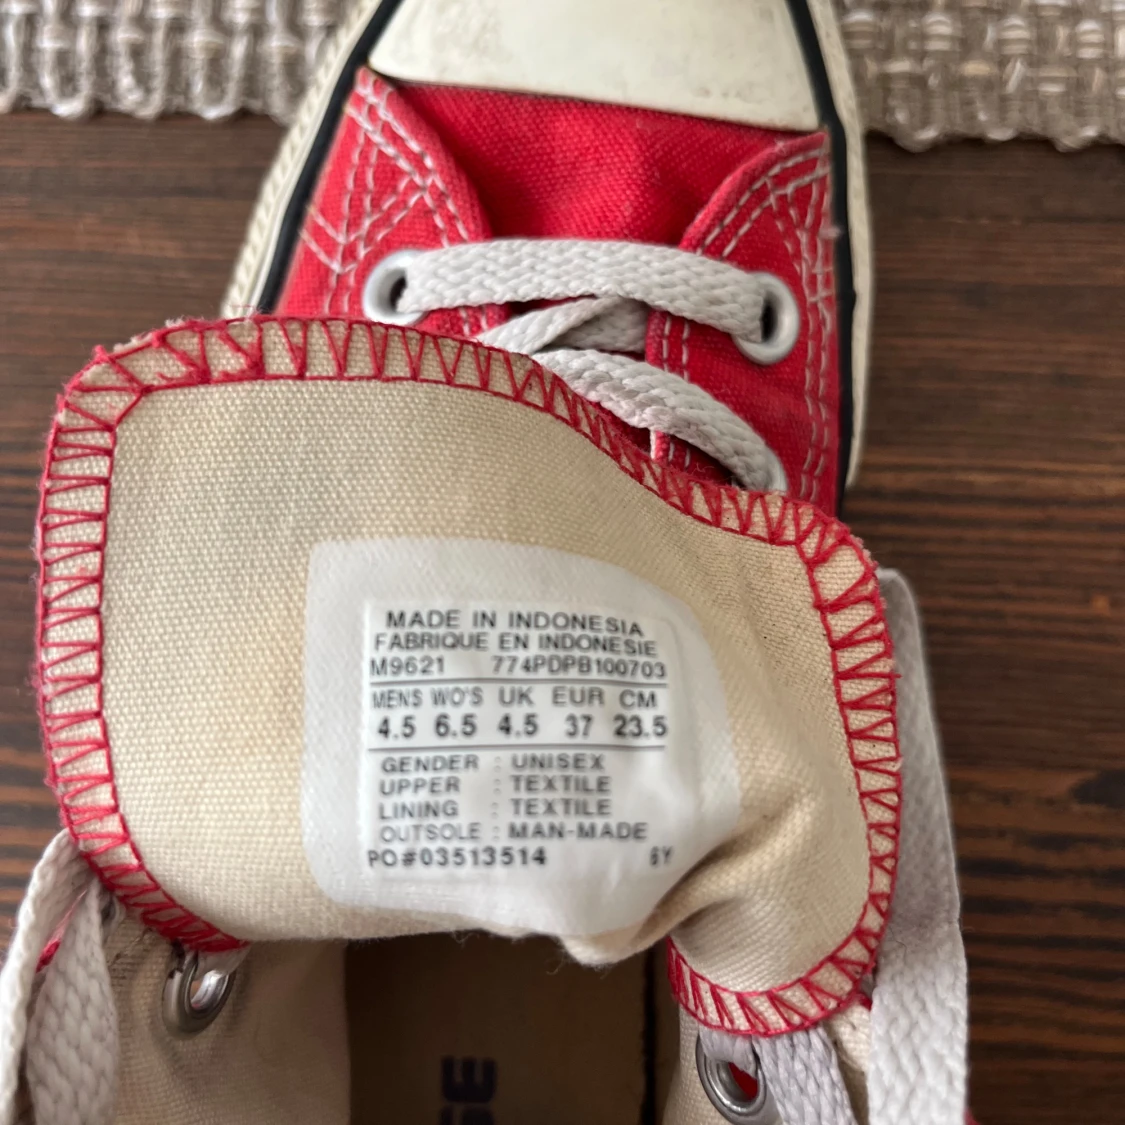 MADE IN INDONESIA
FABRIQUE EN INDONESIE
M9621 774PDPB100703
MENS WO'S UK EUR CM
4.5 6.5 4.5 37 23.5
GENDER : UNISEX
UPPER : TEXTILE
LINING : TEXTILE
OUTSOLE : MAN-MADE
PO#03513514 6Y
SE